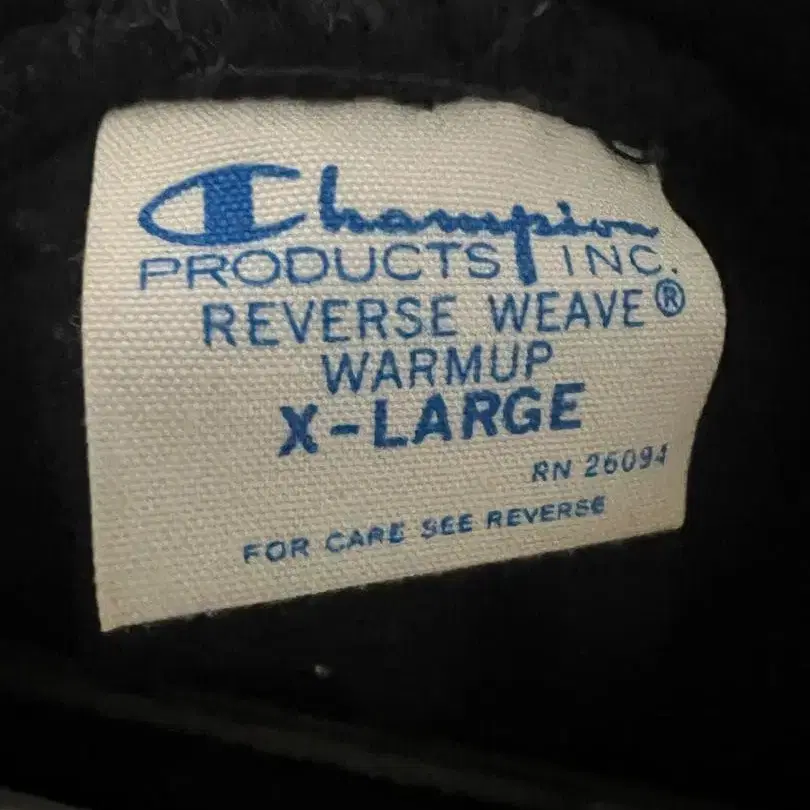 Champion
PRODUCTS INC.
REVERSE WEAVE®
WARMUP
X-LARGE
RN 26094
FOR CARE SEE REVERSE